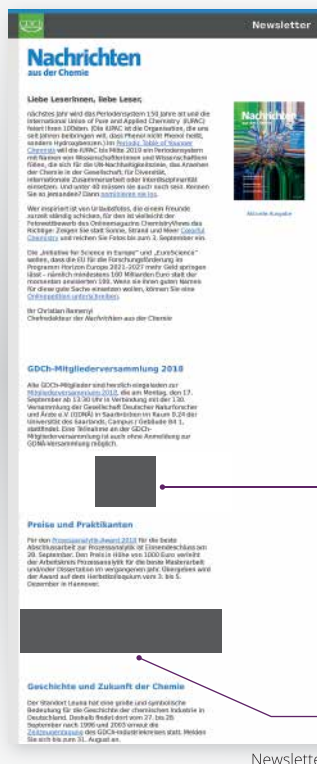 GDCh
Newsletter
Nachrichten
aus der Chemie
Liebe Leserinnen, liebe Leser,
nächstes Jahr wird das Periodensystem 150 Jahre alt und die
International Union of Pure and Applied Chemistry (IUPAC)
feiert ihren 100sten. (Die IUPAC ist die Organisation, die uns
seit Jahren beibringen will, dass Phenol nicht Phenol heißt,
sondern Hydroxybenzen.) Im Periodic Table of Younger
Chemists will die IUPAC bis Mitte 2019 ein Periodensystem
mit Namen von Wissenschaftlerinnen und Wissenschaftlern
füllen, die sich für die UN-Nachhaltigkeitsziele, das Ansehen
der Chemie in der Gesellschaft, für Diversität,
internationale Zusammenarbeit oder Interdisziplinarität
einsetzen. Und unter 40 müssen sie auch noch sein. Kennen
Sie so jemanden? Dann nominieren Sie ihn.
Wer inspiriert ist von Urlaubsfotos, die einem Freunde
zurzeit ständig schicken, für den ist vielleicht der
Fotowettbewerb des Onlinemagazins ChemistryViews das
Richtige: Zeigen Sie statt Sonne, Strand und Meer Colorful
Chemistry und reichen Sie Fotos bis zum 3. September ein.
Die „Initiative for Science in Europe“ und „EuroScience“
wollen, dass die EU für die Forschungsförderung im
Programm Horizon Europe 2021-2027 mehr Geld springen
lässt – nämlich mindestens 160 Milliarden Euro statt der
momentan anvisierten 100. Wenn sie Ihren guten Namen
für diese gute Sache einsetzen wollen, können Sie eine
Onlinepetition unterschreiben.
Ihr Christian Remenyi
Chefredakteur der Nachrichten aus der Chemie
Nachrichten
Aktuelle Ausgabe
GDCh-Mitgliederversammlung 2018
Alle GDCh-Mitglieder sind herzlich eingeladen zur
Mitgliederversammlung 2018, die am Montag, den 17.
September ab 13:30 Uhr in Verbindung mit der 130.
Versammlung der Gesellschaft Deutscher Naturforscher
und Ärzte e.V (GDNÄ) in Saarbrücken im Raum 0.24 der
Universität des Saarlands, Campus / Gebäude B4 1,
stattfindet. Eine Teilnahme an der GDCh-
Mitgliederversammlung ist auch ohne Anmeldung zur
GDNÄ-Versammlung möglich.
Preise und Praktikanten
Für den Prozessanalytik-Award 2018 für die beste
Abschlussarbeit zur Prozessanalytik ist Einsendeschluss am
28. September. Den Preis in Höhe von 1000 Euro verleiht
der Arbeitskreis Prozessanalytik für die beste Masterarbeit
und/oder Dissertation im vergangenen Jahr. Übergeben wird
der Award auf dem Herbstkolloquium vom 3. bis 5.
Dezember in Hannover.
Geschichte und Zukunft der Chemie
Der Standort Leuna hat eine große und symbolische
Bedeutung für die Geschichte der chemischen Industrie in
Deutschland. Deshalb findet dort vom 27. bis 28.
September nach 1996 und 2003 erneut die
Zeitzeugentagung des GDCh-Industriekreises statt. Melden
Sie sich bis zum 31. August an.
Newslette